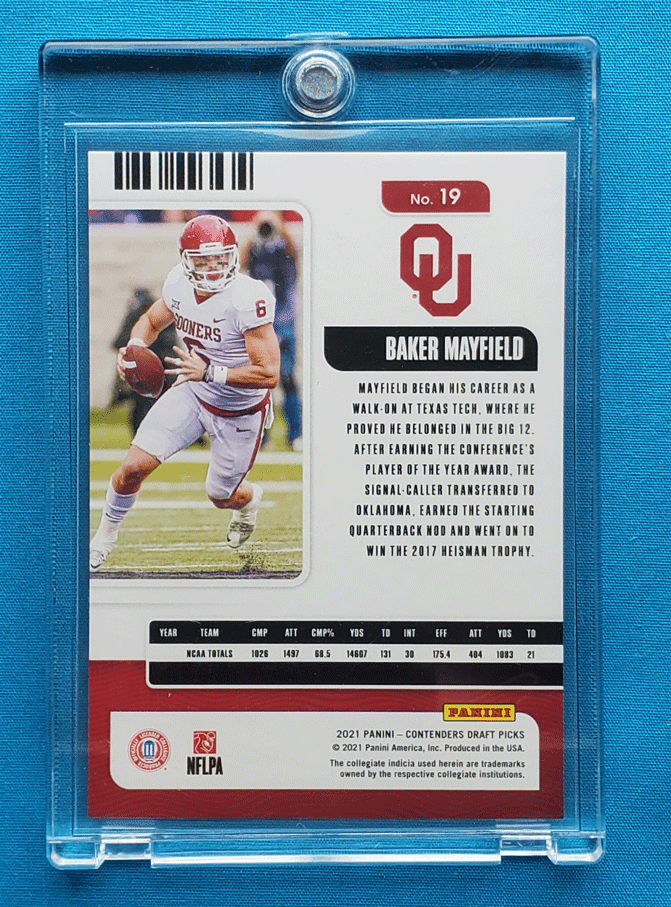 No. 19
OU
SOONERS
6
6
BAKER MAYFIELD
MAYFIELD BEGAN HIS CAREER AS A
WALK-ON AT TEXAS TECH, WHERE HE
PROVED HE BELONGED IN THE BIG 12.
AFTER EARNING THE CONFERENCE'S
PLAYER OF THE YEAR AWARD, THE
SIGNAL-CALLER TRANSFERRED TO
OKLAHOMA, EARNED THE STARTING
QUARTERBACK NOD AND WENT ON TO
WIN THE 2017 HEISMAN TROPHY.
YEAR TEAM CMP ATT CMP% YDS TD INT EFF ATT YDS TD
NCAA TOTALS 1026 1497 68.5 14607 131 30 175.4 404 1083 21
PANINI
2021 PANINI – CONTENDERS DRAFT PICKS
© 2021 Panini America, Inc. Produced in the USA.
The collegiate indicia used herein are trademarks
owned by the respective collegiate institutions.
OFFICIALLY LICENSED COLLEGIATE PRODUCTS
NFLPA